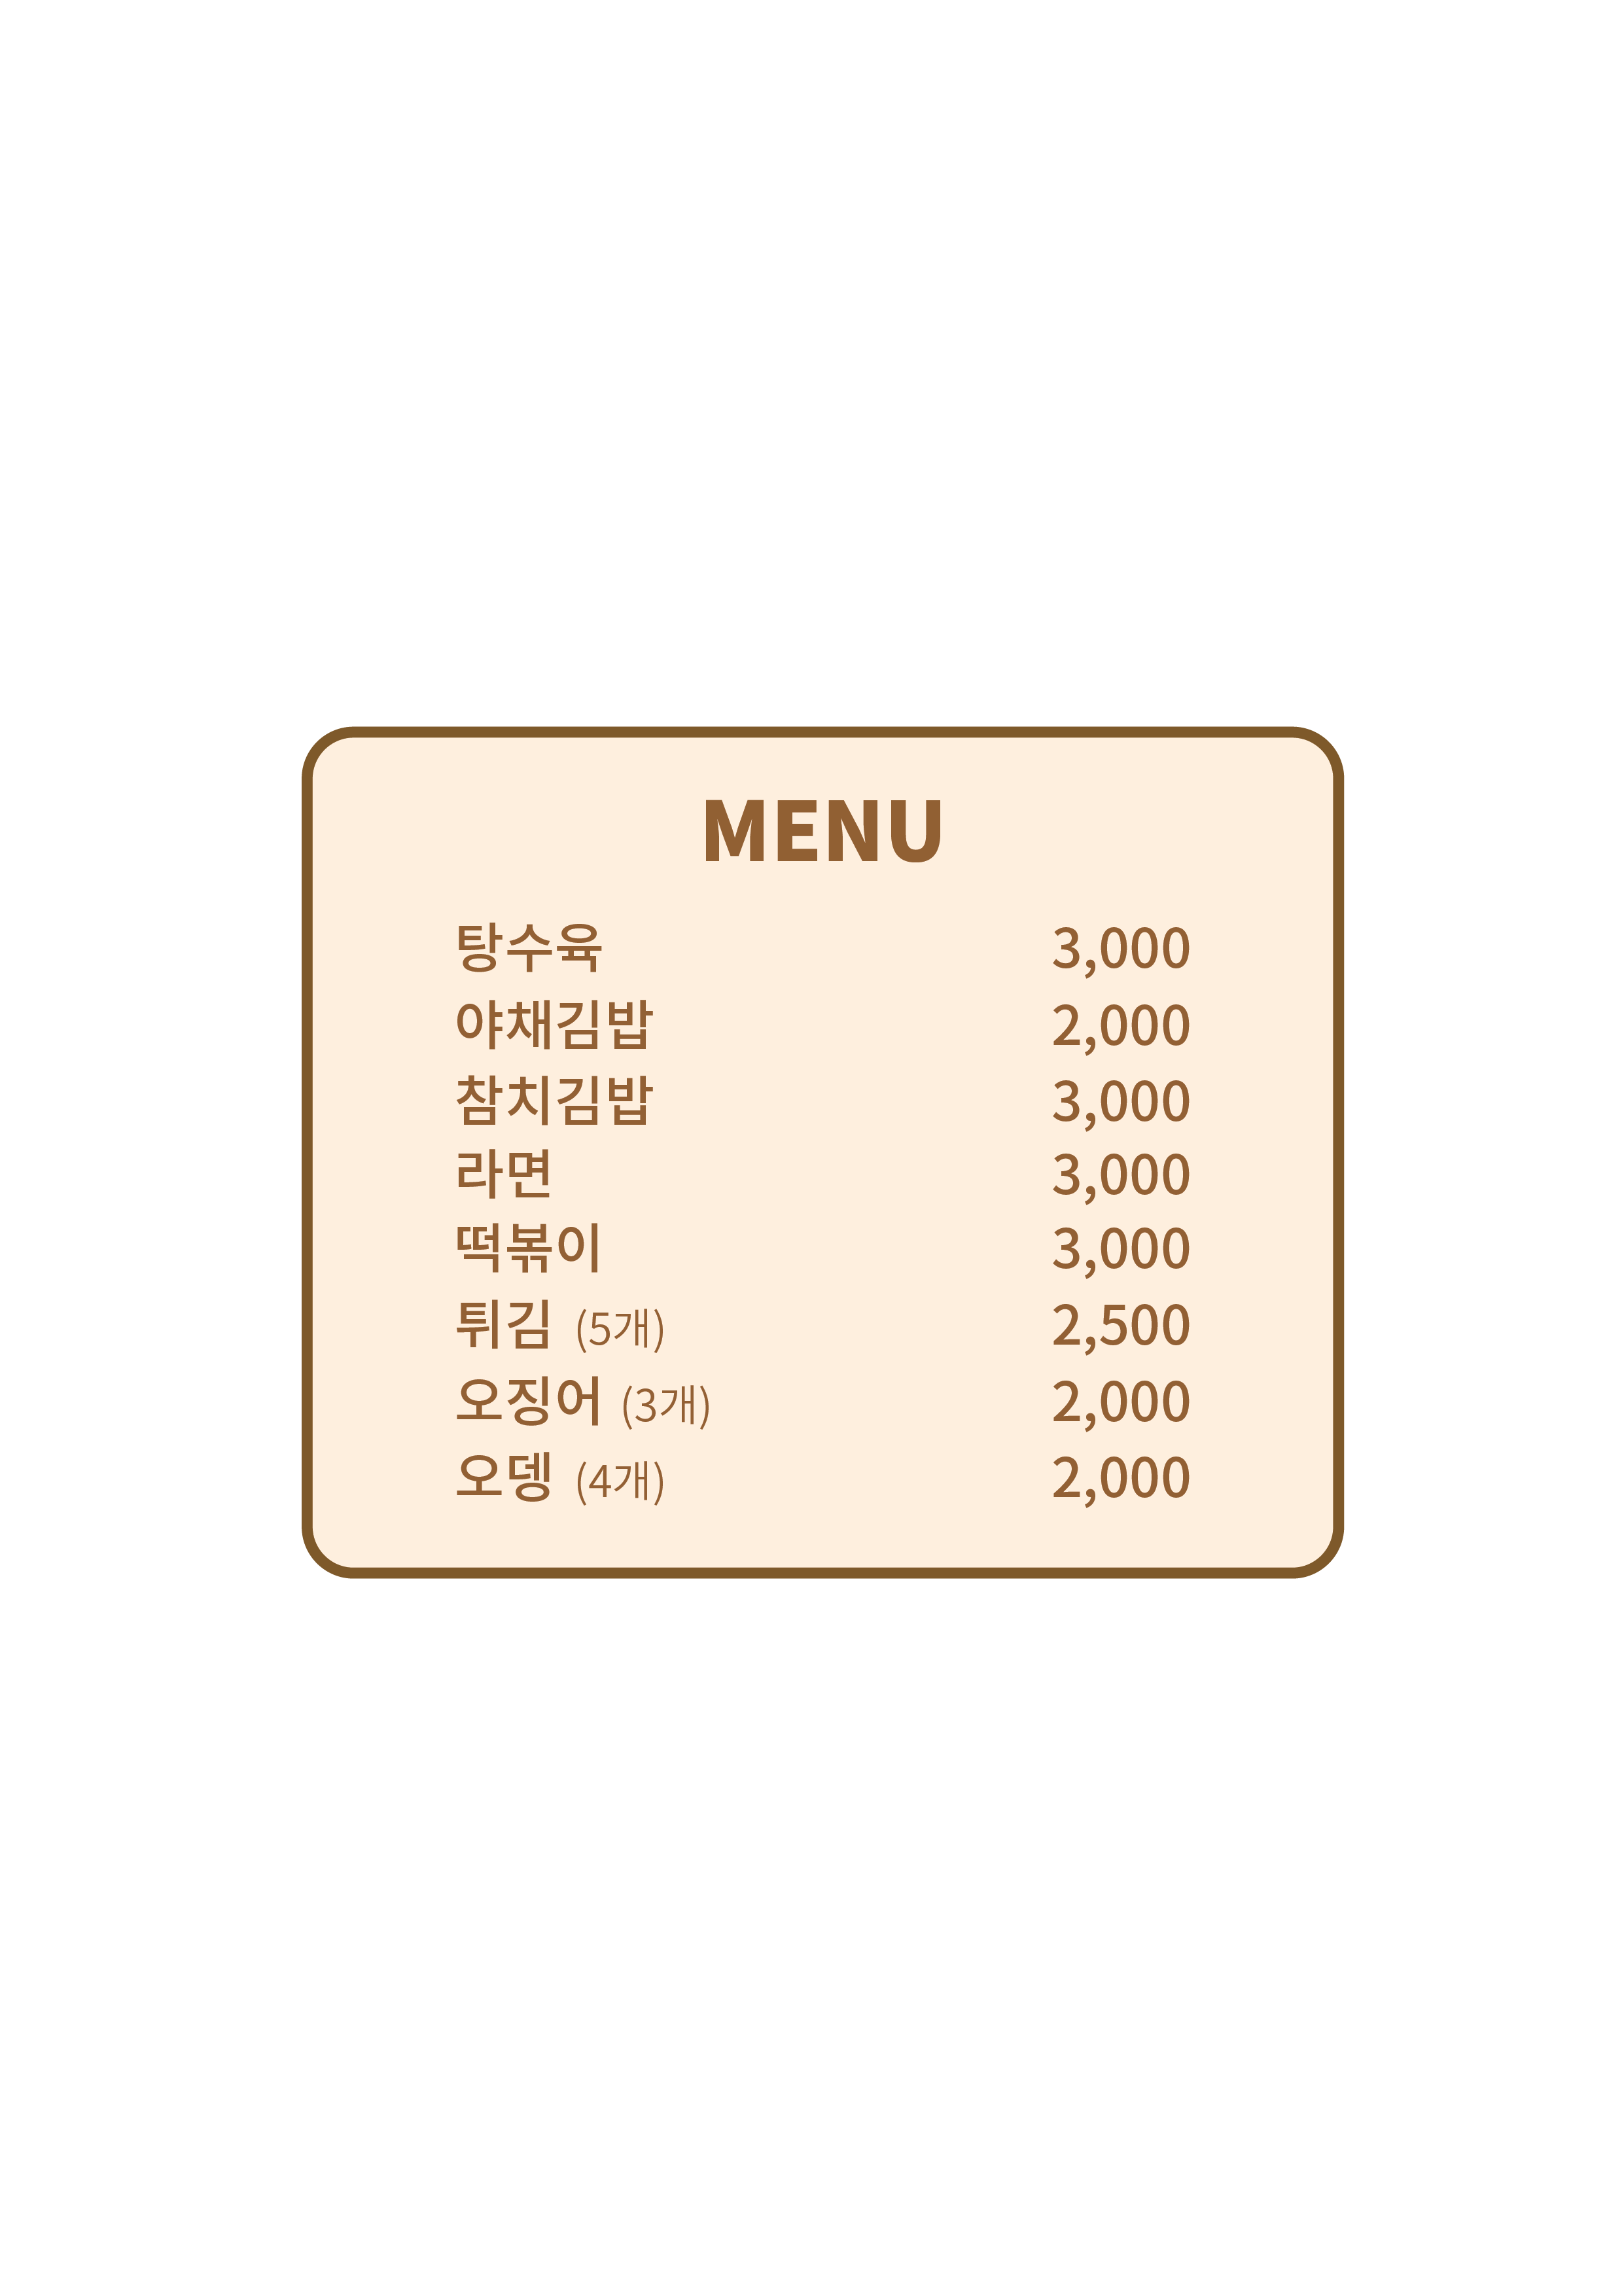 MENU
탕수육 3,000
야채김밥 2,000
참치김밥 3,000
라면 3,000
떡볶이 3,000
튀김 (5개) 2,500
오징어 (3개) 2,000
오뎅 (4개) 2,000